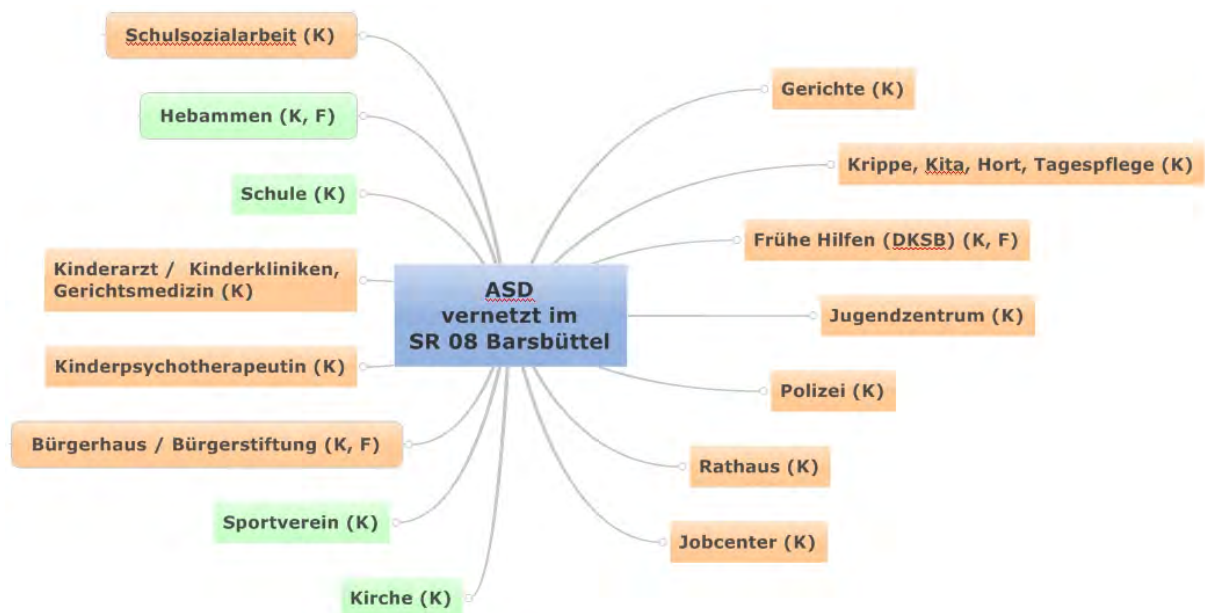 Schulsozialarbeit (K)
Hebammen (K, F)
Schule (K)
Kinderarzt / Kinderkliniken,
Gerichtsmedizin (K)
Kinderpsychotherapeutin (K)
Bürgerhaus / Bürgerstiftung (K, F)
Sportverein (K)
Kirche (K)
ASD
vernetzt im
SR 08 Barsbüttel
Gerichte (K)
Krippe, Kita, Hort, Tagespflege (K)
Frühe Hilfen (DKSB) (K, F)
Jugendzentrum (K)
Polizei (K)
Rathaus (K)
Jobcenter (K)